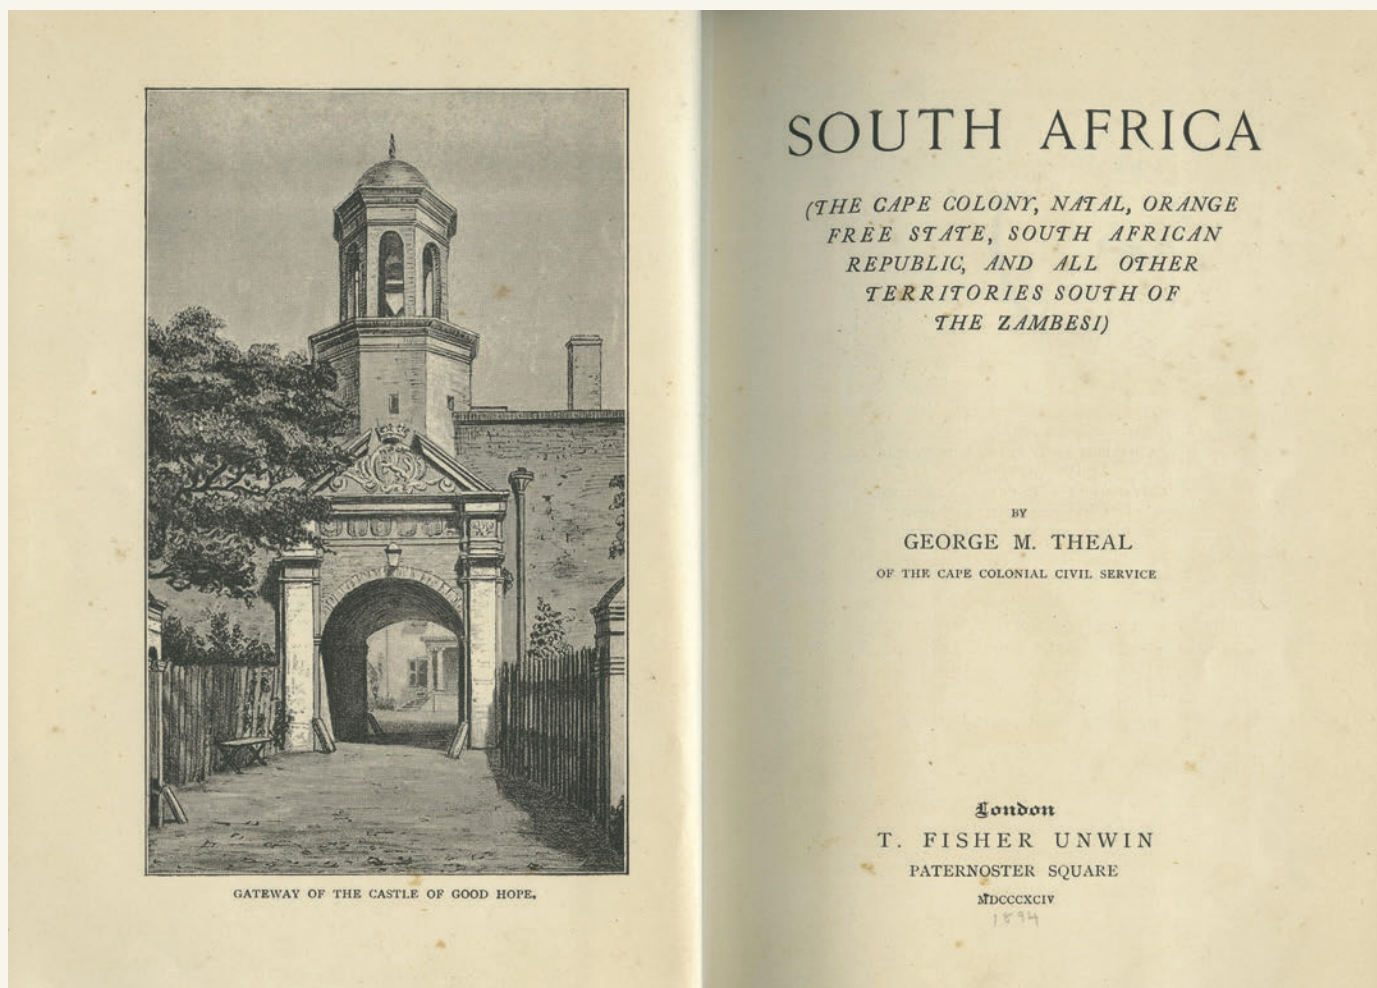 GATEWAY OF THE CASTLE OF GOOD HOPE.
SOUTH AFRICA
(THE CAPE COLONY, NATAL, ORANGE
FREE STATE, SOUTH AFRICAN
REPUBLIC, AND ALL OTHER
TERRITORIES SOUTH OF
THE ZAMBESI)
BY
GEORGE M. THEAL
OF THE CAPE COLONIAL CIVIL SERVICE
London
T. FISHER UNWIN
PATERNOSTER SQUARE
MDCCCXCIV
1894